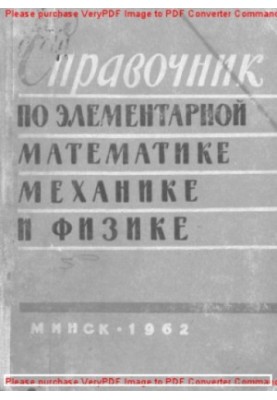 Please purchase VeryPDF Image to PDF Converter Comman
Справочник
ПО ЭЛЕМЕНТАРНОЙ
МАТЕМАТИКЕ
МЕХАНИКЕ
И ФИЗИКЕ
МИНСК • 1962
Please purchase VeryPDF Image to PDF Converter Comman